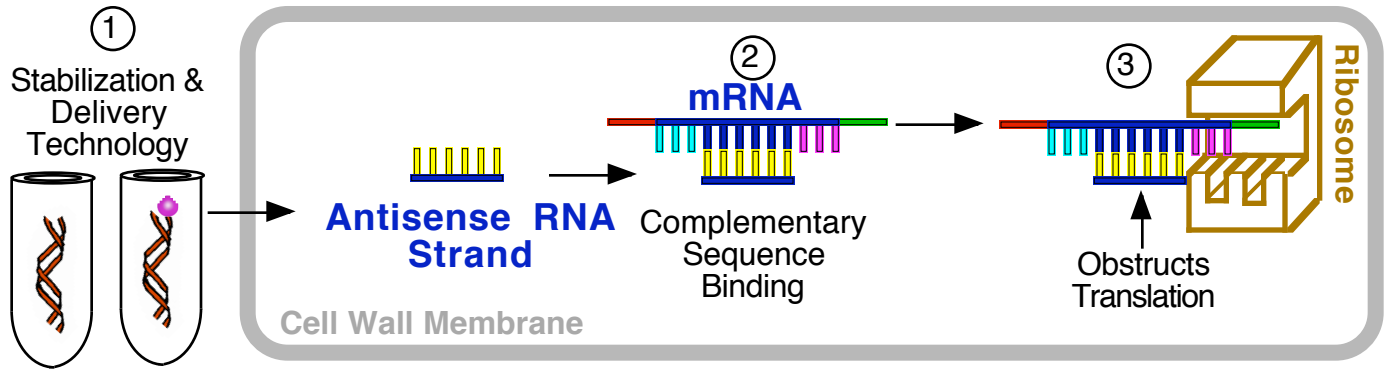 1
Stabilization &
Delivery
Technology
Antisense RNA
Strand
2
mRNA
Complementary
Sequence
Binding
3
Ribosome
Obstructs
Translation
Cell Wall Membrane